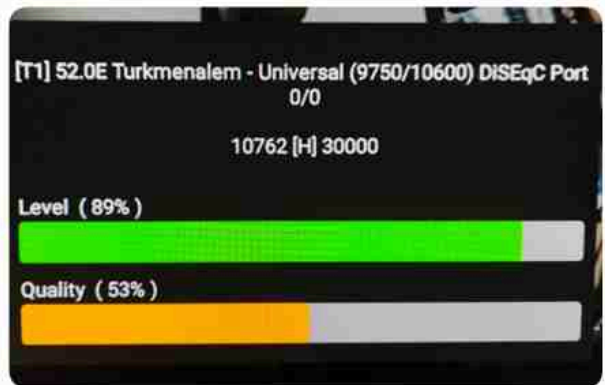 [T1] 52.0E Turkmenalem - Universal (9750/10600) DiSEqC Port
0/0
10762 [H] 30000
Level ( 89% )
Quality ( 53% )